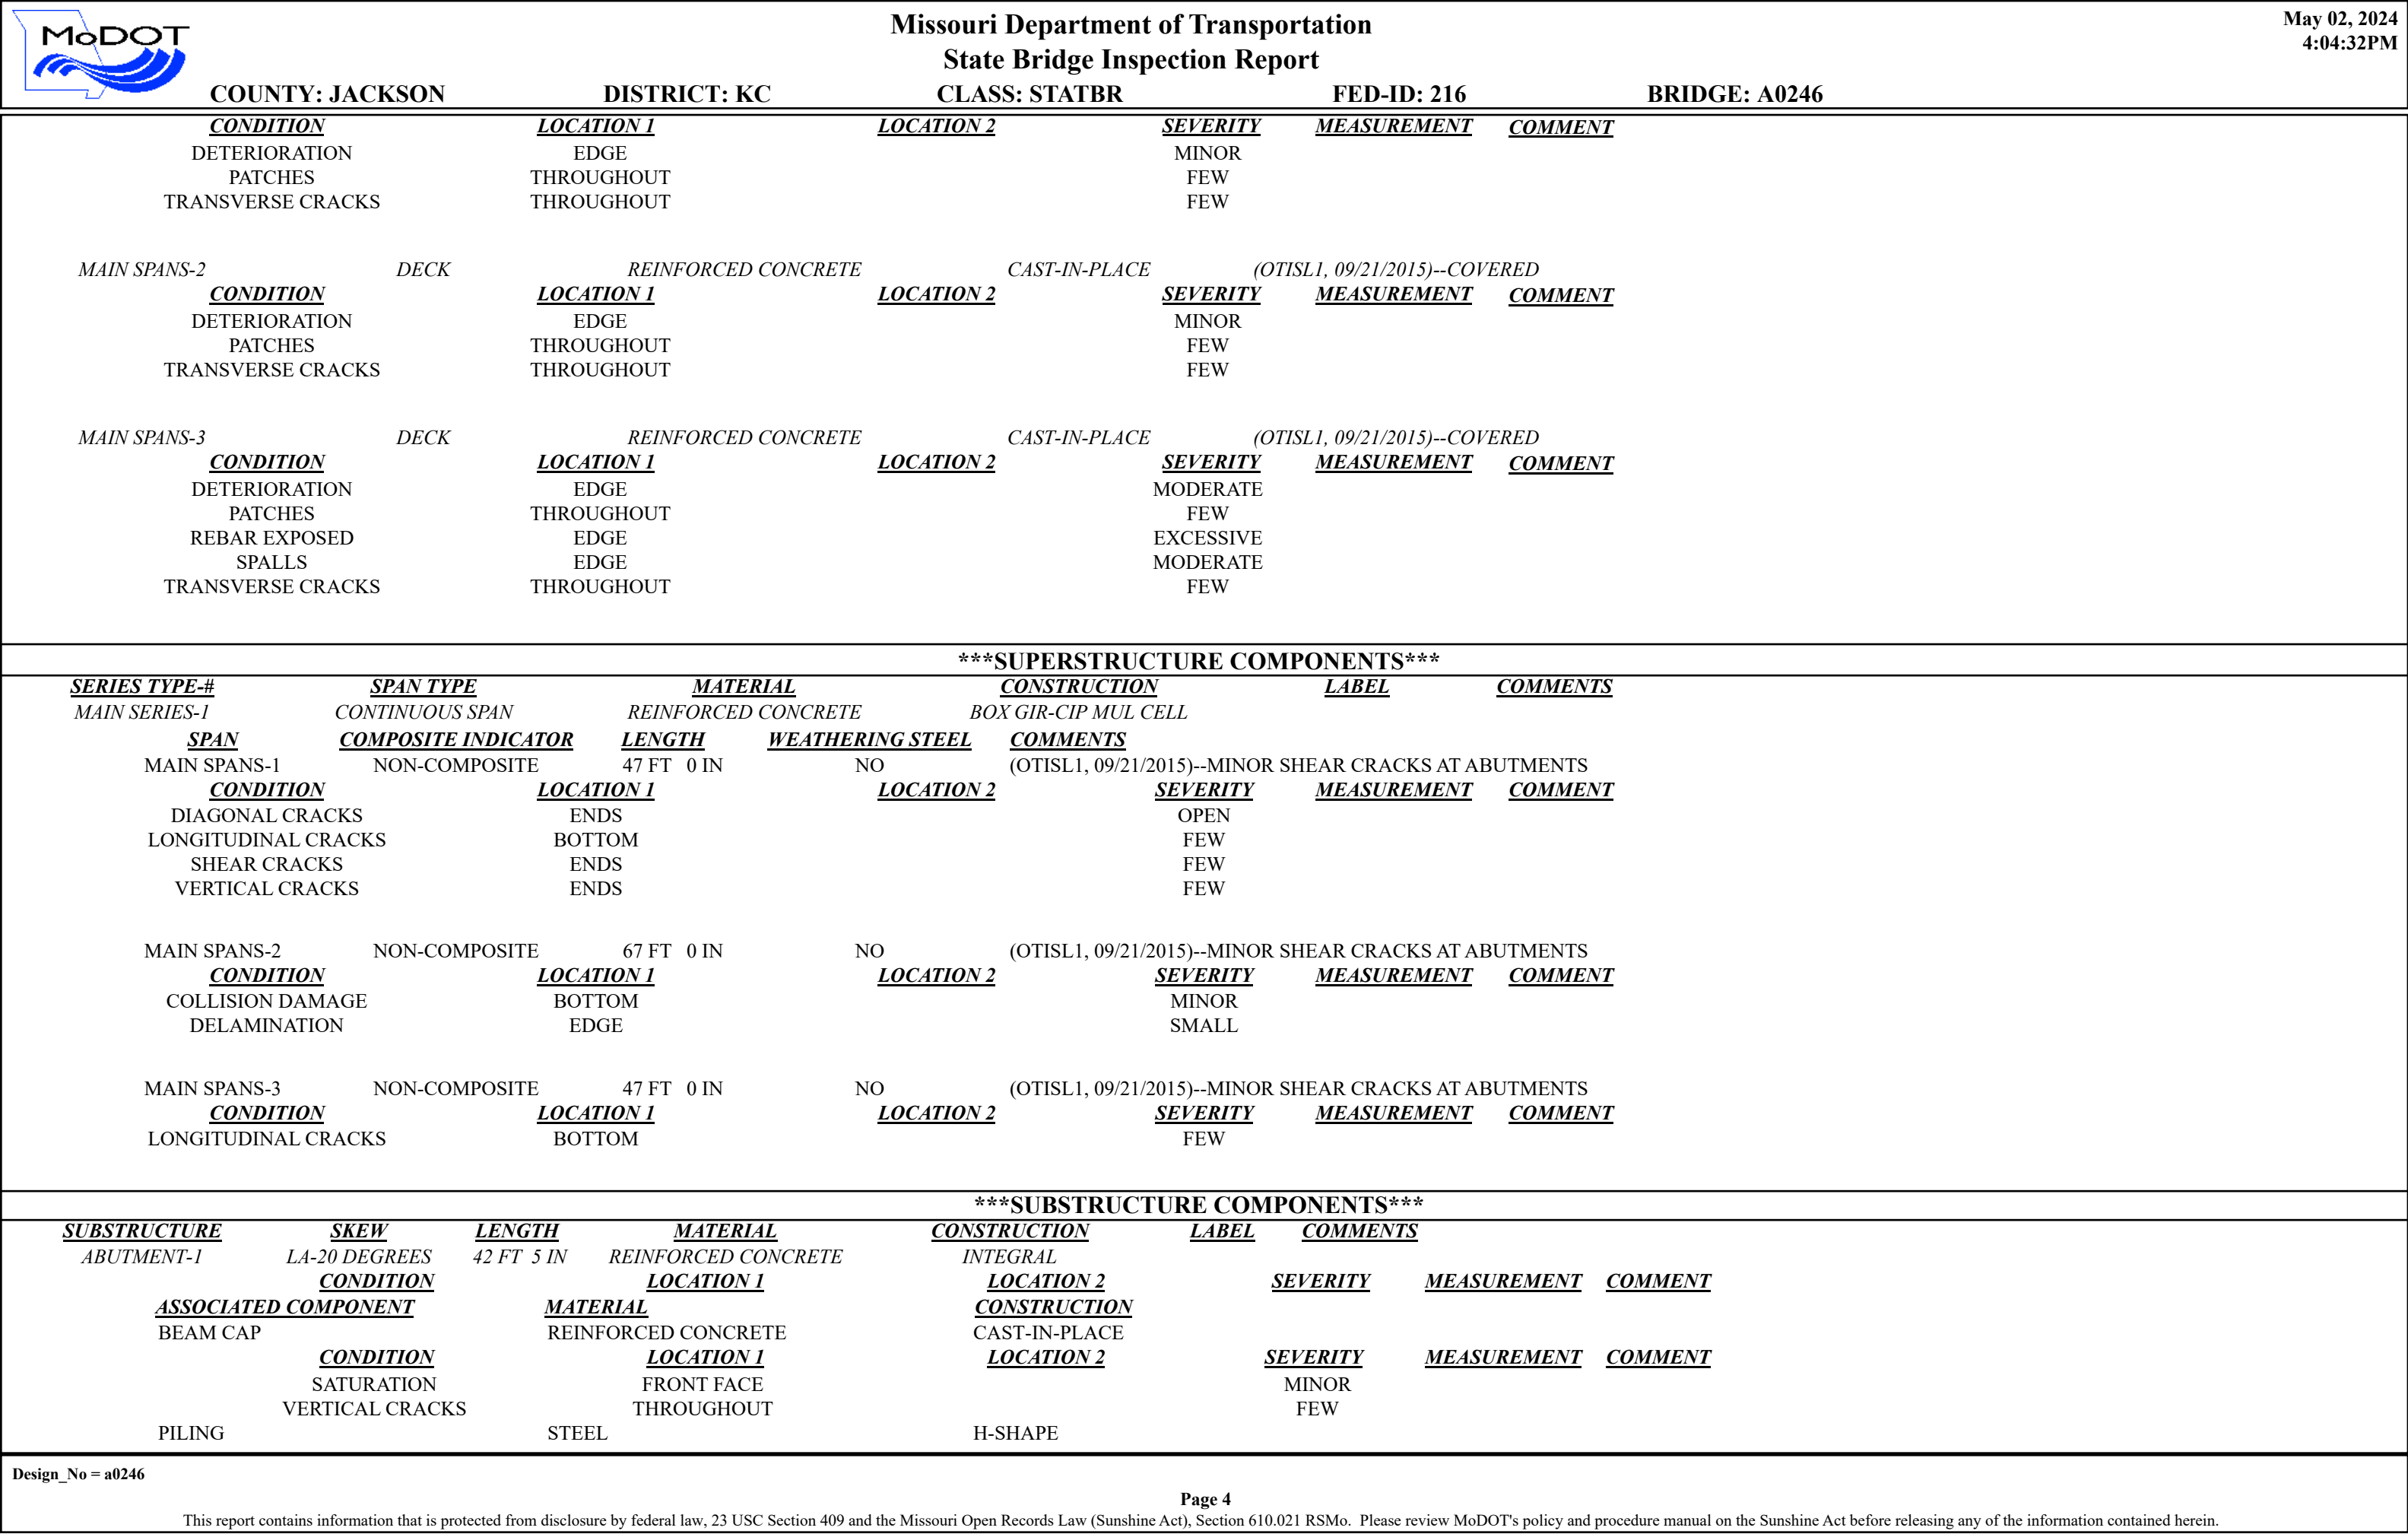 MoDOT
Missouri Department of Transportation
State Bridge Inspection Report
May 02, 2024
4:04:32PM
COUNTY: JACKSON DISTRICT: KC CLASS: STATBR FED-ID: 216 BRIDGE: A0246
CONDITION LOCATION 1 LOCATION 2 SEVERITY MEASUREMENT COMMENT
DETERIORATION EDGE MINOR
PATCHES THROUGHOUT FEW
TRANSVERSE CRACKS THROUGHOUT FEW
MAIN SPANS-2 DECK REINFORCED CONCRETE CAST-IN-PLACE (OTISL1, 09/21/2015)--COVERED
CONDITION LOCATION 1 LOCATION 2 SEVERITY MEASUREMENT COMMENT
DETERIORATION EDGE MINOR
PATCHES THROUGHOUT FEW
TRANSVERSE CRACKS THROUGHOUT FEW
MAIN SPANS-3 DECK REINFORCED CONCRETE CAST-IN-PLACE (OTISL1, 09/21/2015)--COVERED
CONDITION LOCATION 1 LOCATION 2 SEVERITY MEASUREMENT COMMENT
DETERIORATION EDGE MODERATE
PATCHES THROUGHOUT FEW
REBAR EXPOSED EDGE EXCESSIVE
SPALLS EDGE MODERATE
TRANSVERSE CRACKS THROUGHOUT FEW
***SUPERSTRUCTURE COMPONENTS***
SERIES TYPE-# SPAN TYPE MATERIAL CONSTRUCTION LABEL COMMENTS
MAIN SERIES-1 CONTINUOUS SPAN REINFORCED CONCRETE BOX GIR-CIP MUL CELL
SPAN COMPOSITE INDICATOR LENGTH WEATHERING STEEL COMMENTS
MAIN SPANS-1 NON-COMPOSITE 47 FT 0 IN NO (OTISL1, 09/21/2015)--MINOR SHEAR CRACKS AT ABUTMENTS
CONDITION LOCATION 1 LOCATION 2 SEVERITY MEASUREMENT COMMENT
DIAGONAL CRACKS ENDS OPEN
LONGITUDINAL CRACKS BOTTOM FEW
SHEAR CRACKS ENDS FEW
VERTICAL CRACKS ENDS FEW
MAIN SPANS-2 NON-COMPOSITE 67 FT 0 IN NO (OTISL1, 09/21/2015)--MINOR SHEAR CRACKS AT ABUTMENTS
CONDITION LOCATION 1 LOCATION 2 SEVERITY MEASUREMENT COMMENT
COLLISION DAMAGE BOTTOM MINOR
DELAMINATION EDGE SMALL
MAIN SPANS-3 NON-COMPOSITE 47 FT 0 IN NO (OTISL1, 09/21/2015)--MINOR SHEAR CRACKS AT ABUTMENTS
CONDITION LOCATION 1 LOCATION 2 SEVERITY MEASUREMENT COMMENT
LONGITUDINAL CRACKS BOTTOM FEW
***SUBSTRUCTURE COMPONENTS***
SUBSTRUCTURE SKEW LENGTH MATERIAL CONSTRUCTION LABEL COMMENTS
ABUTMENT-1 LA-20 DEGREES 42 FT 5 IN REINFORCED CONCRETE INTEGRAL
CONDITION LOCATION 1 LOCATION 2 SEVERITY MEASUREMENT COMMENT
ASSOCIATED COMPONENT MATERIAL CONSTRUCTION
BEAM CAP REINFORCED CONCRETE CAST-IN-PLACE
CONDITION LOCATION 1 LOCATION 2 SEVERITY MEASUREMENT COMMENT
SATURATION FRONT FACE MINOR
VERTICAL CRACKS THROUGHOUT FEW
PILING STEEL H-SHAPE
Design_No = a0246
Page 4
This report contains information that is protected from disclosure by federal law, 23 USC Section 409 and the Missouri Open Records Law (Sunshine Act), Section 610.021 RSMo. Please review MoDOT's policy and procedure manual on the Sunshine Act before releasing any of the information contained herein.